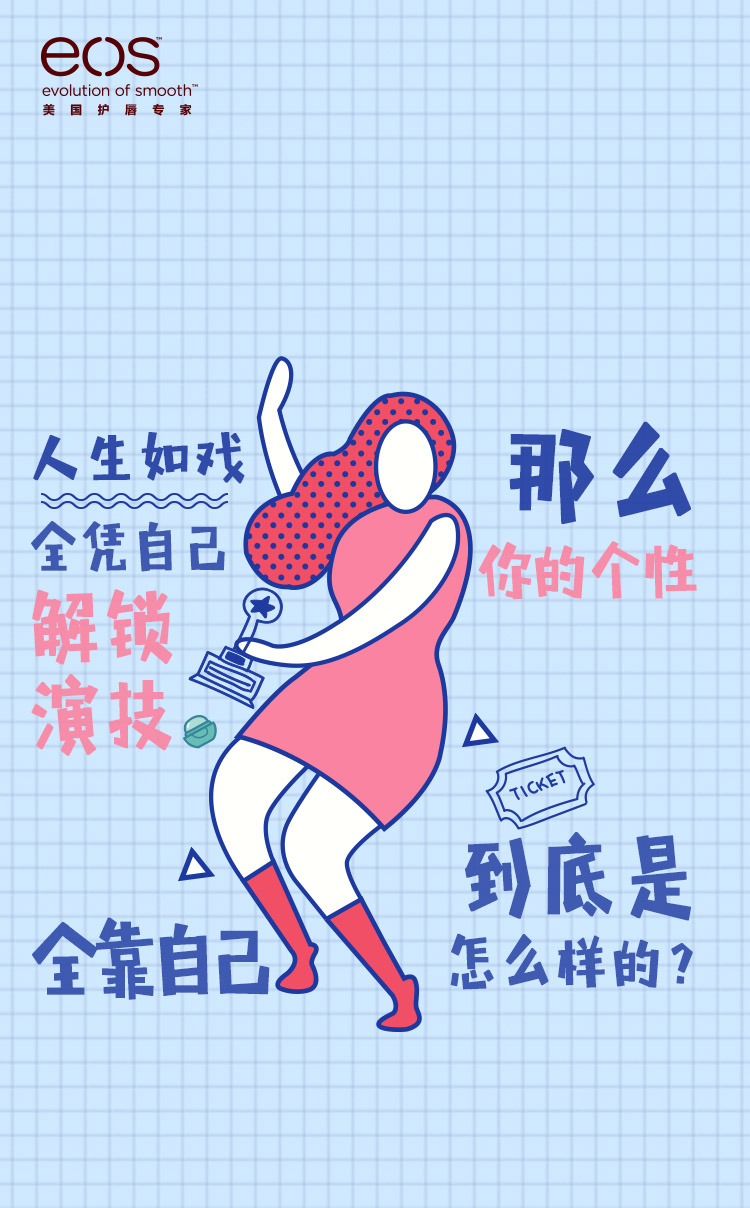 eos™
evolution of smooth™
美国护唇专家
人生如戏
全凭自己
解锁
演技
全靠自己
那么
你的个性
TICKET
到底是
怎么样的？